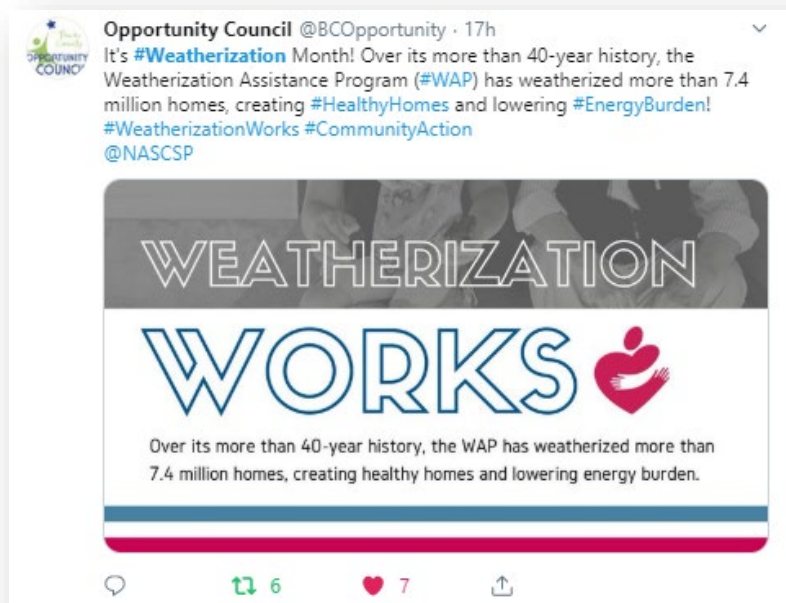 Opportunity Council @BCOpportunity · 17h
It's #Weatherization Month! Over its more than 40-year history, the
Weatherization Assistance Program (#WAP) has weatherized more than 7.4
million homes, creating #HealthyHomes and lowering #EnergyBurden!
#WeatherizationWorks #CommunityAction
@NASCSP
OPPORTUNITY
COUNCIL
WEATHERIZATION
WORKS
Over its more than 40-year history, the WAP has weatherized more than
7.4 million homes, creating healthy homes and lowering energy burden.
6 7